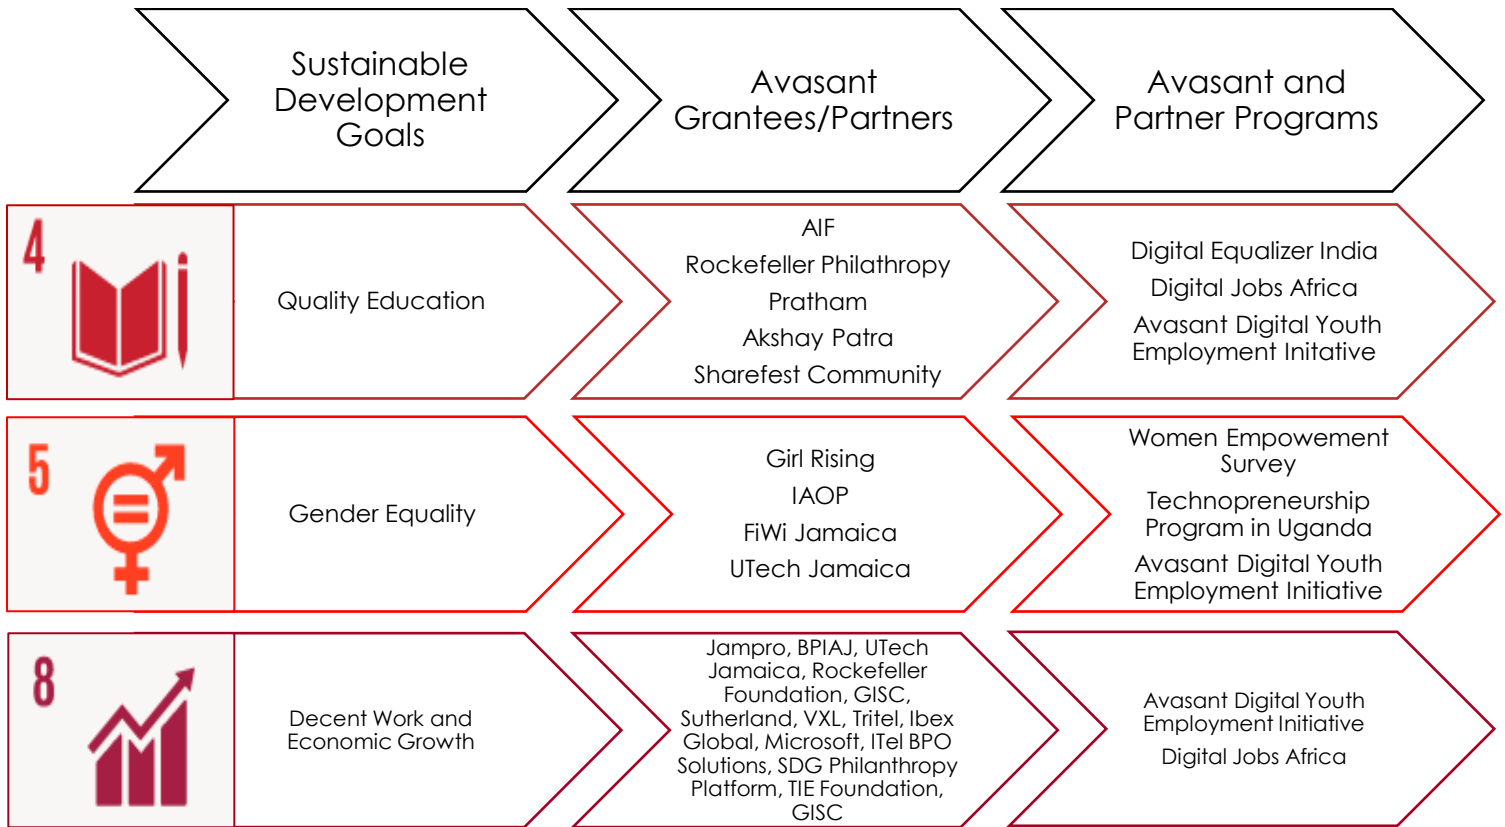 Sustainable
Development
Goals
Avasant
Grantees/Partners
Avasant and
Partner Programs
4
Quality Education
AIF
Rockefeller Philathropy
Pratham
Akshay Patra
Sharefest Community
Digital Equalizer India
Digital Jobs Africa
Avasant Digital Youth
Employment Initative
5
Gender Equality
Girl Rising
IAOP
FiWi Jamaica
UTech Jamaica
Women Empowement
Survey
Technopreneurship
Program in Uganda
Avasant Digital Youth
Employment Initiative
8
Decent Work and
Economic Growth
Jampro, BPIAJ, UTech
Jamaica, Rockefeller
Foundation, GISC,
Sutherland, VXL, Tritel, Ibex
Global, Microsoft, ITel BPO
Solutions, SDG Philanthropy
Platform, TIE Foundation,
GISC
Avasant Digital Youth
Employment Initiative
Digital Jobs Africa